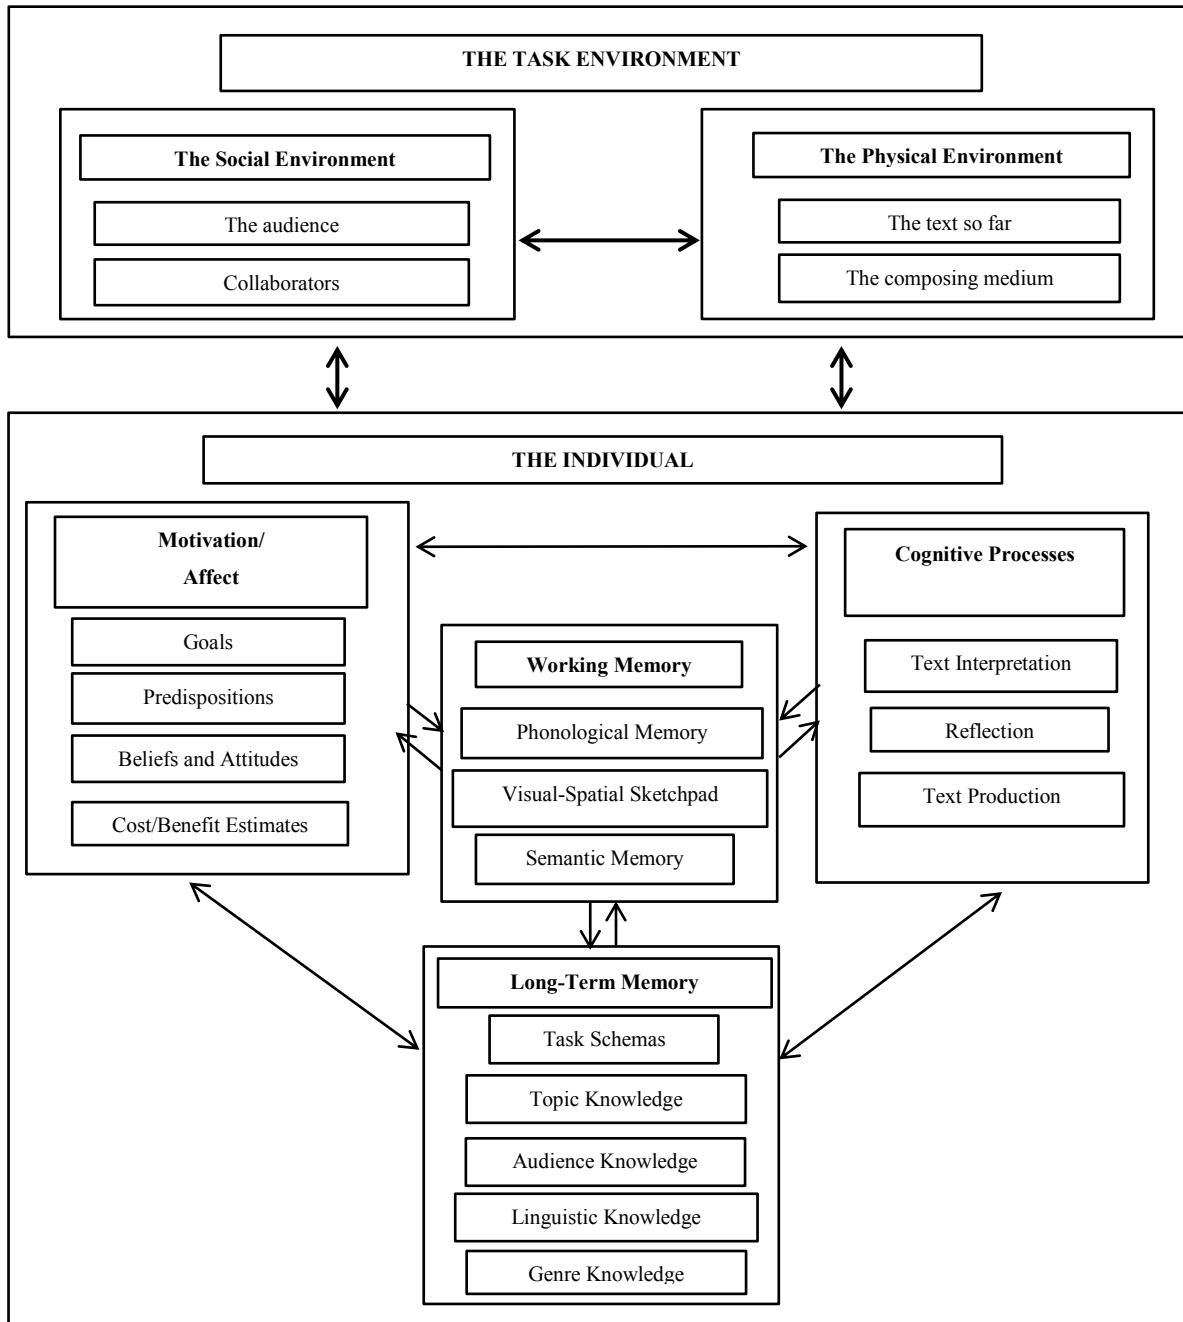 THE TASK ENVIRONMENT
The Social Environment
The audience
Collaborators
The Physical Environment
The text so far
The composing medium
THE INDIVIDUAL
Motivation/
Affect
Goals
Predispositions
Beliefs and Attitudes
Cost/Benefit Estimates
Working Memory
Phonological Memory
Visual-Spatial Sketchpad
Semantic Memory
Cognitive Processes
Text Interpretation
Reflection
Text Production
Long-Term Memory
Task Schemas
Topic Knowledge
Audience Knowledge
Linguistic Knowledge
Genre Knowledge